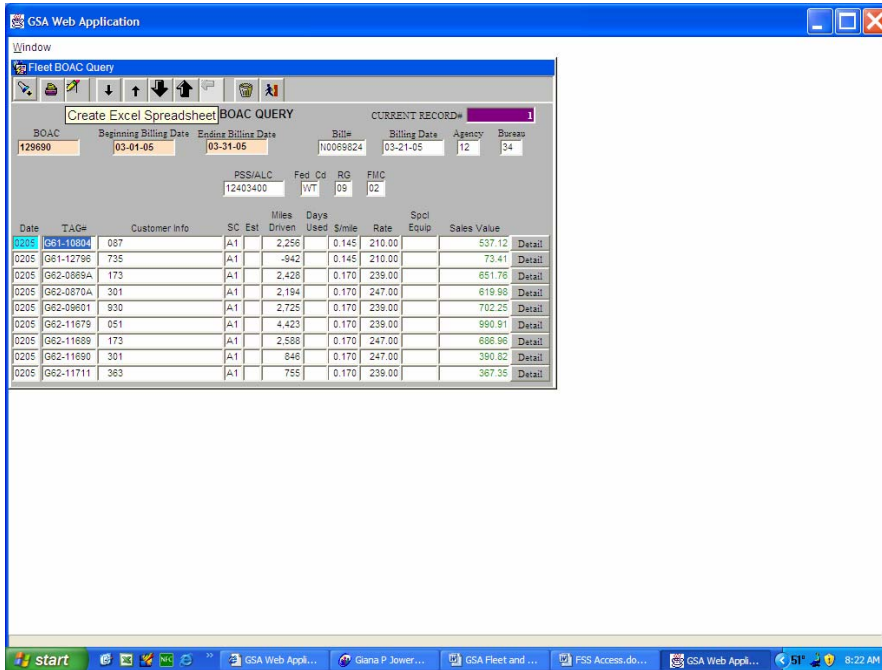 GSA Web Application
Window
Fleet BOAC Query
Create Excel Spreadsheet BOAC QUERY CURRENT RECORD# 1
BOAC Beginning Billing Date Ending Billing Date Bill# Billing Date Agency Bureau
129690 03-01-05 03-31-05 N0069824 03-21-05 12 34
PSS/ALC Fed Cd RG FMC
12403400 WT 09 02
Miles Days Spcl
Date TAG# Customer Info SC Est Driven Used $/mile Rate Equip Sales Value
0205 G61-10804 087 A1 2,256 0.145 210.00 537.12 Detail
0205 G61-12796 735 A1 -942 0.145 210.00 73.41 Detail
0205 G62-0869A 173 A1 2,428 0.170 239.00 651.76 Detail
0205 G62-0870A 301 A1 2,194 0.170 247.00 619.98 Detail
0205 G62-09601 930 A1 2,725 0.170 239.00 702.25 Detail
0205 G62-11679 051 A1 4,423 0.170 239.00 990.91 Detail
0205 G62-11689 173 A1 2,588 0.170 247.00 686.96 Detail
0205 G62-11690 301 A1 846 0.170 247.00 390.82 Detail
0205 G62-11711 363 A1 755 0.170 239.00 367.35 Detail
start GSA Web Appli... Giana P Jower... GSA Fleet and ... FSS Access.do... GSA Web Appli... 51° 8:22 AM